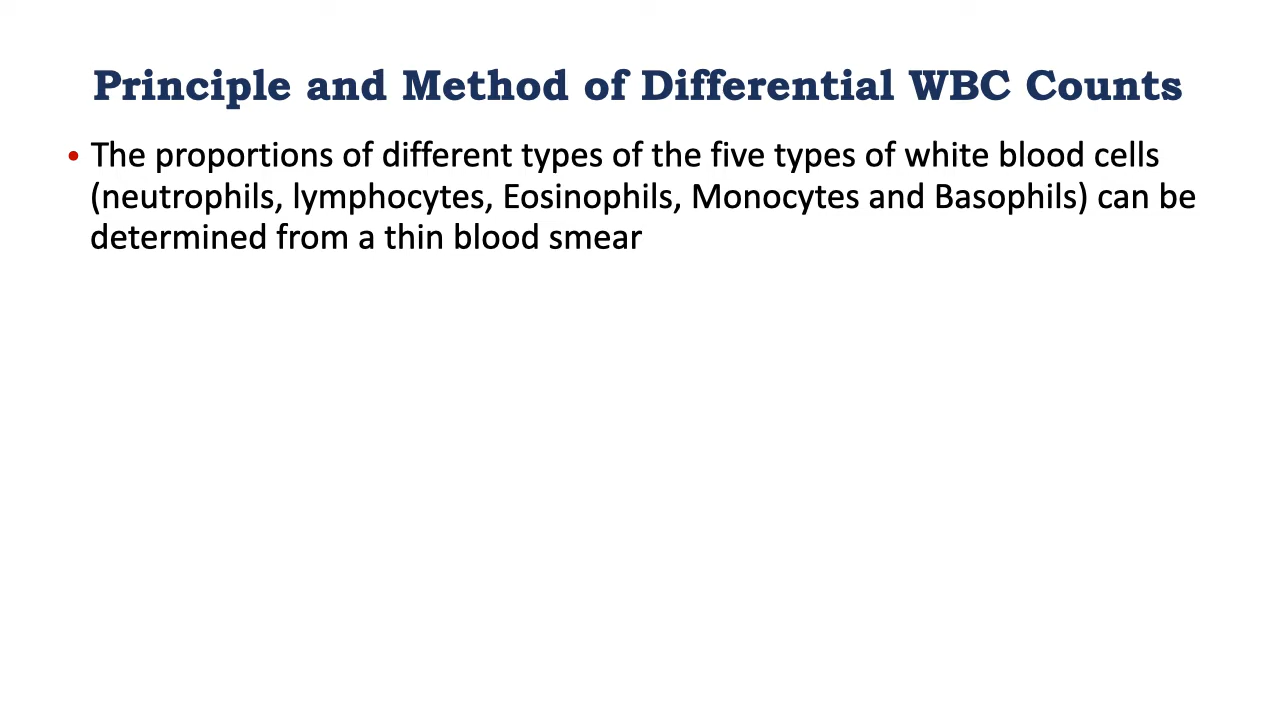 Principle and Method of Differential WBC Counts
• The proportions of different types of the five types of white blood cells
(neutrophils, lymphocytes, Eosinophils, Monocytes and Basophils) can be
determined from a thin blood smear